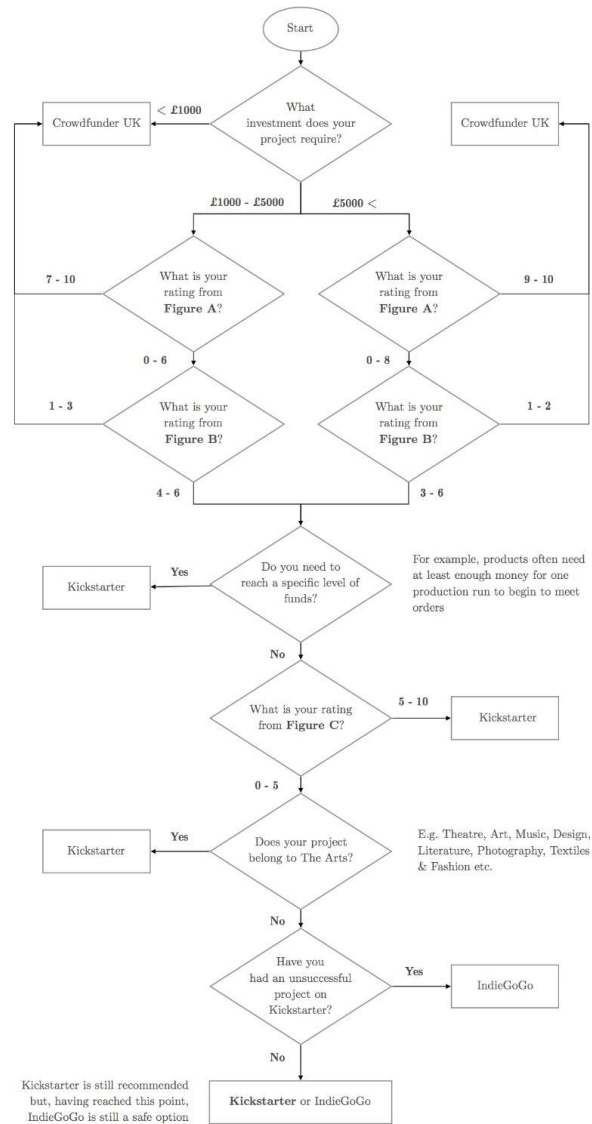 Start
What
investment does your
project require?
< £1000
Crowdfunder UK
Crowdfunder UK
£1000 - £5000
£5000 <
7 - 10
What is your
rating from
Figure A?
What is your
rating from
Figure A?
9 - 10
0 - 6
0 - 8
1 - 3
What is your
rating from
Figure B?
What is your
rating from
Figure B?
1 - 2
4 - 6
3 - 6
Do you need to
reach a specific level of
funds?
Yes
Kickstarter
For example, products often need
at least enough money for one
production run to begin to meet
orders
No
What is your rating
from Figure C?
5 - 10
Kickstarter
0 - 5
Does your project
belong to The Arts?
Yes
Kickstarter
E.g. Theatre, Art, Music, Design,
Literature, Photography, Textiles
& Fashion etc.
No
Have you
had an unsuccessful
project on
Kickstarter?
Yes
IndieGoGo
No
Kickstarter is still recommended
but, having reached this point,
IndieGoGo is still a safe option
Kickstarter or IndieGoGo